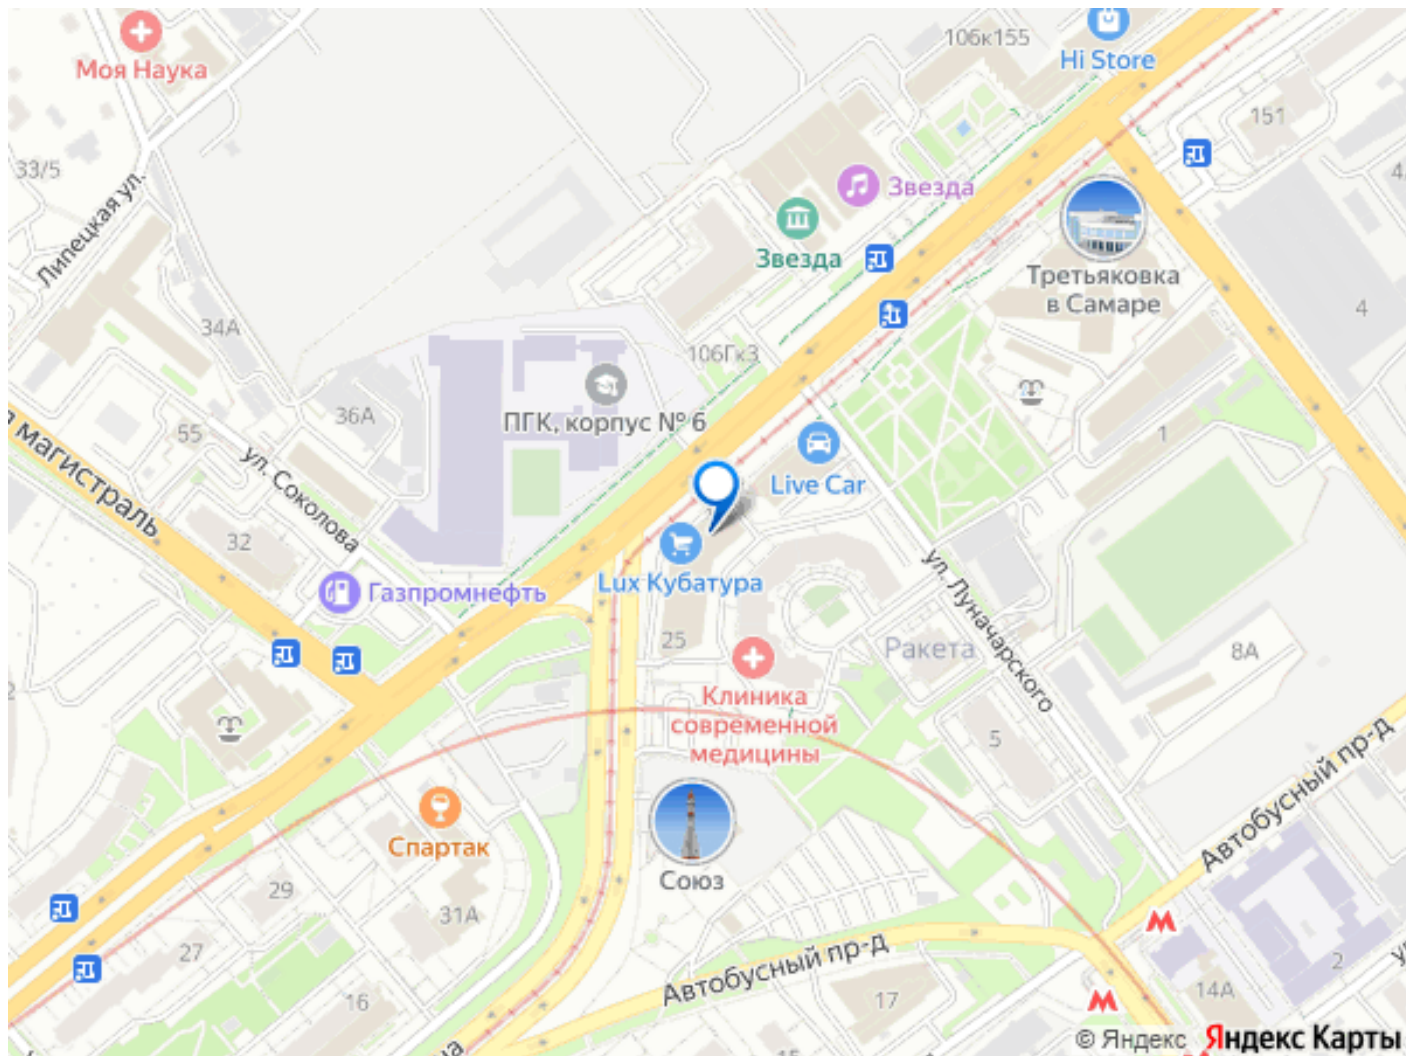 106к155
Hi Store
Моя Наука
151
33/5
Звезда
Липецкая ул.
Звезда
Третьяковка
в Самаре
4
34А
106Гк3
36А
ПГК, корпус № 6
55
1
магистраль
ул. Соколова
Live Car
32
Lux Кубатура
Газпромнефть
ул. Луначарского
25
Ракета
8А
Клиника
современной
медицины
5
Автобусный пр-д
Спартак
Союз
29
31А
27
Автобусный пр-д
2
16
17
14А
© Яндекс Яндекс Карты